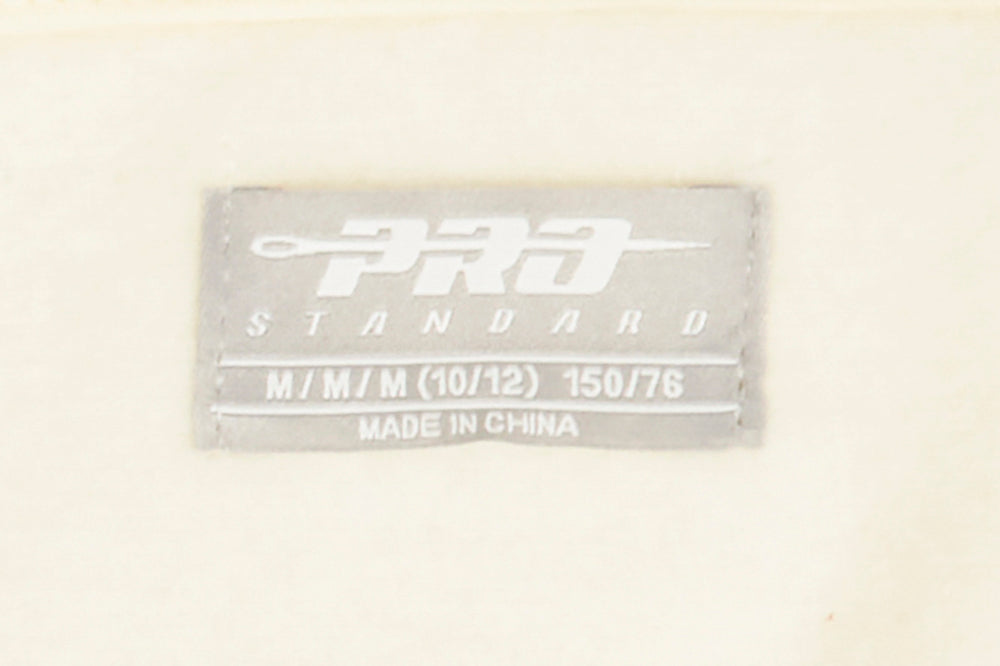 PRO
STANDARD
M/M/M (10/12) 150/76
MADE IN CHINA